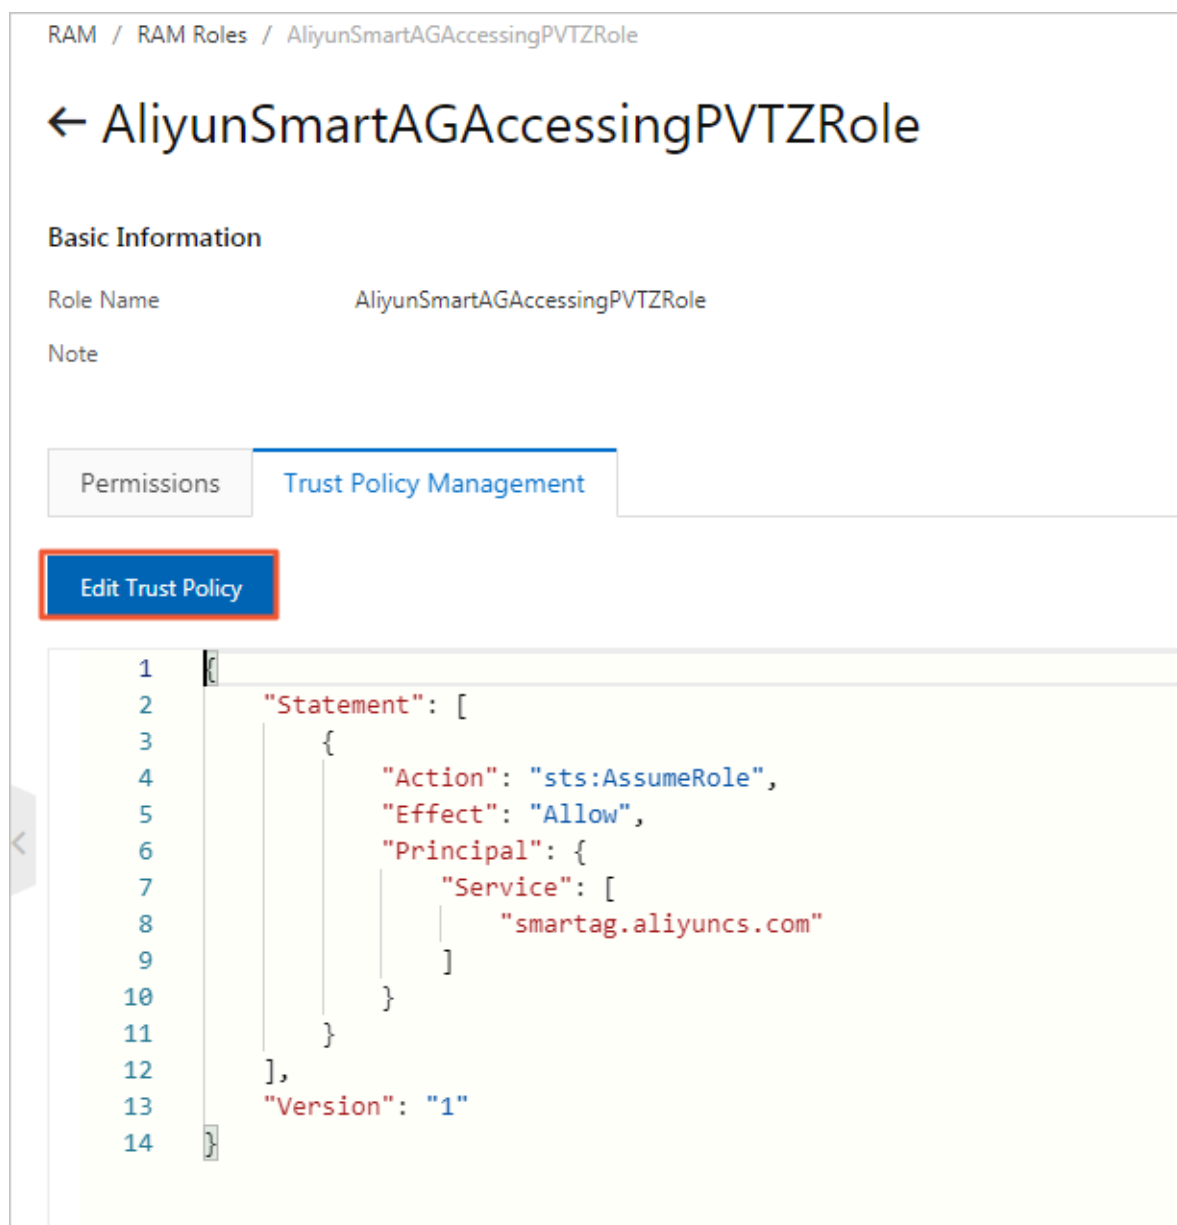 RAM / RAM Roles / AliyunSmartAGAccessingPVTZRole
← AliyunSmartAGAccessingPVTZRole
Basic Information
Role Name AliyunSmartAGAccessingPVTZRole
Note
Permissions Trust Policy Management
Edit Trust Policy
1 {
2 "Statement": [
3 {
4 "Action": "sts:AssumeRole",
5 "Effect": "Allow",
6 "Principal": {
7 "Service": [
8 "smartag.aliyuncs.com"
9 ]
10 }
11 }
12 ],
13 "Version": "1"
14 }